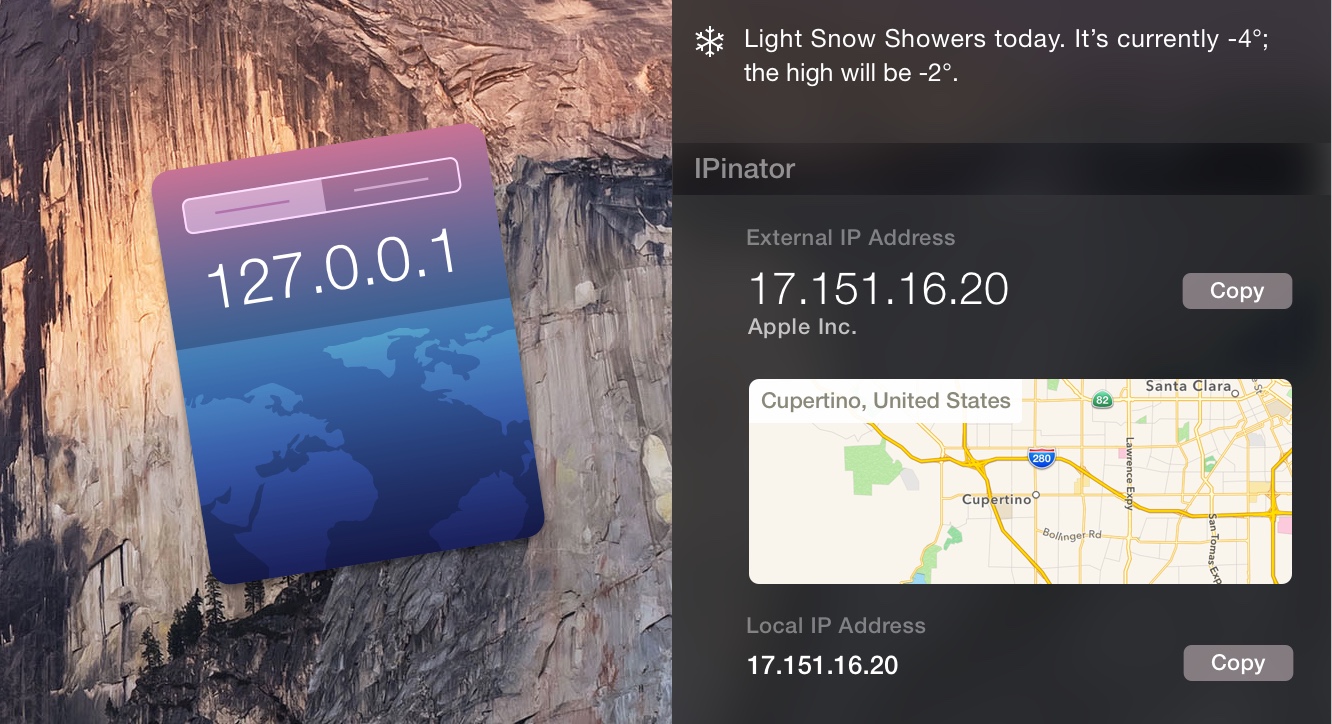 127.0.0.1
Light Snow Showers today. It’s currently -4°;
the high will be -2°.
IPinator
External IP Address
17.151.16.20
Copy
Apple Inc.
Cupertino, United States
Santa Clara
82
280
Lawrence Expy
Cupertino
Bollinger Rd
San Tomas Exp
Local IP Address
17.151.16.20
Copy